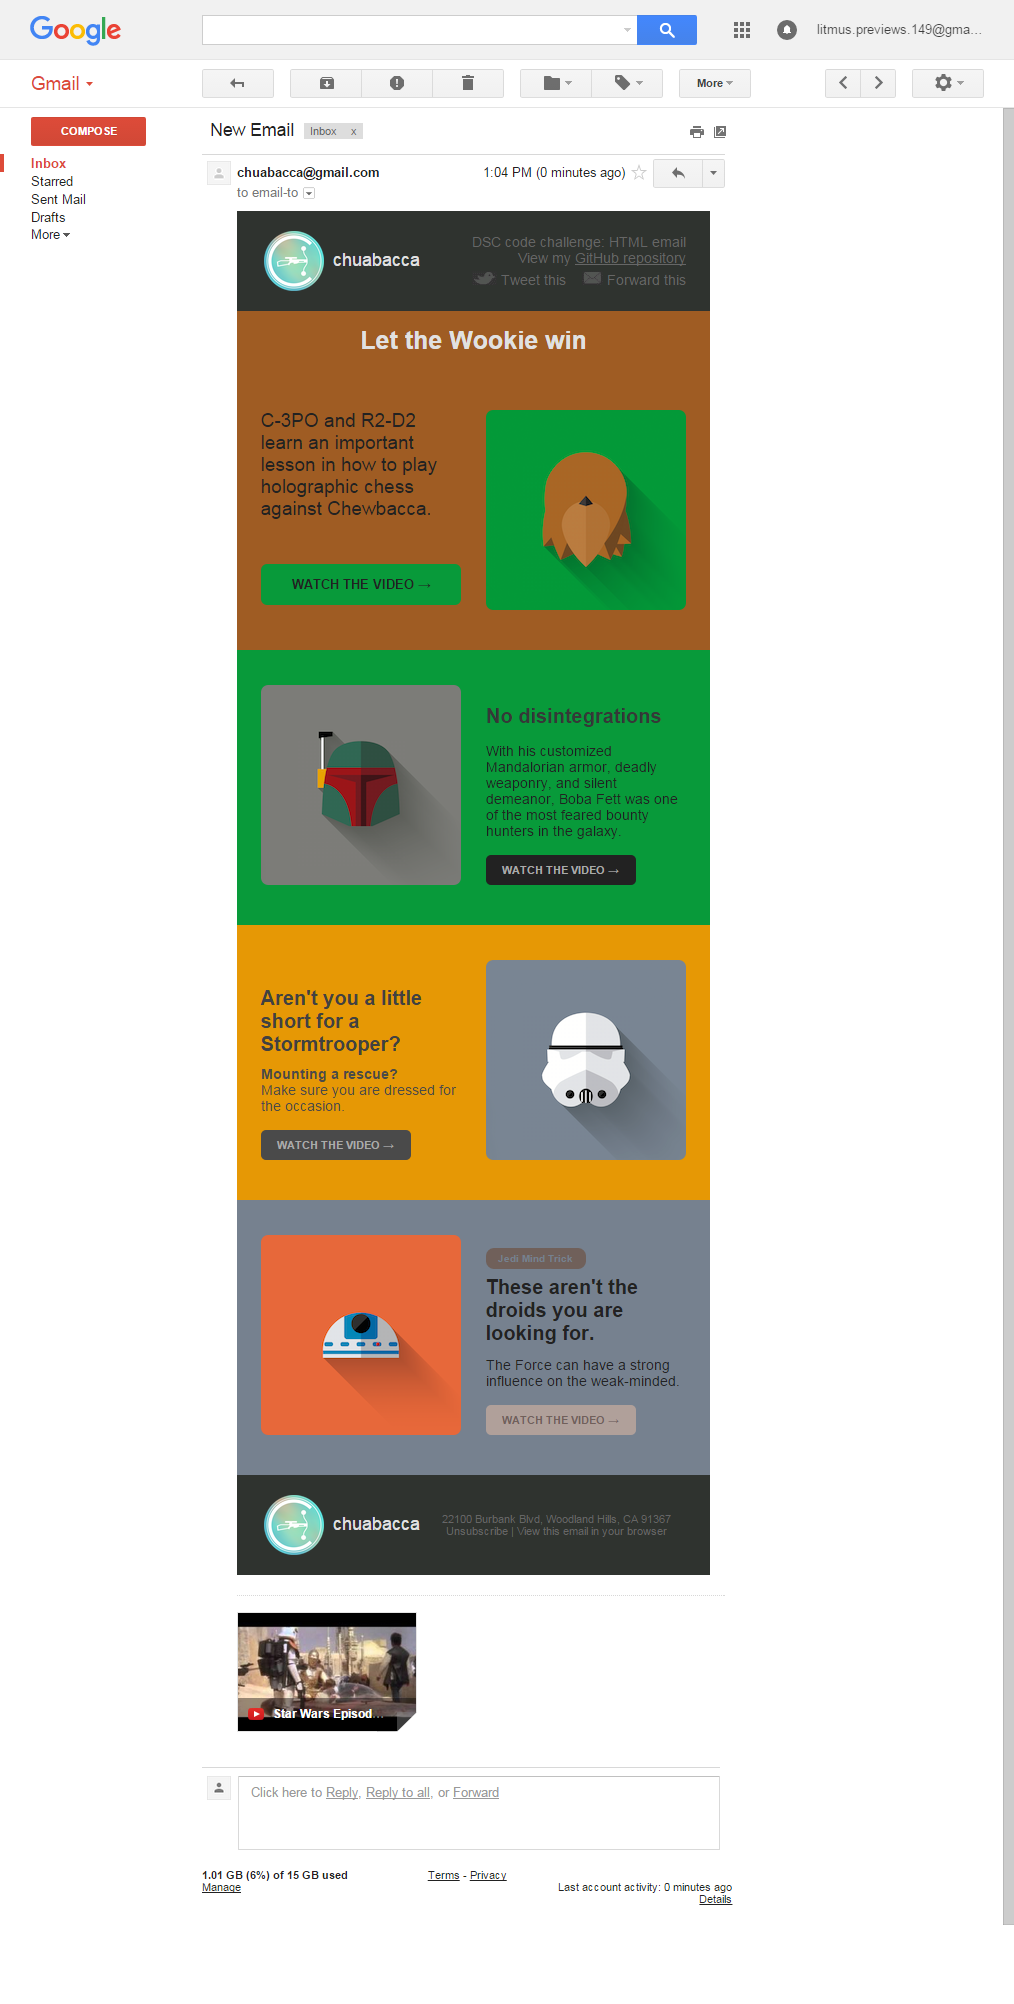 Google
litmus.previews.149@gma...
Gmail
More
COMPOSE
Inbox
Starred
Sent Mail
Drafts
More
New Email
Inbox x
chuabacca@gmail.com
1:04 PM (0 minutes ago)
to email-to
chuabacca
DSC code challenge: HTML email
View my GitHub repository
Tweet this
Forward this
Let the Wookie win
C-3PO and R2-D2
learn an important
lesson in how to play
holographic chess
against Chewbacca.
WATCH THE VIDEO →
No disintegrations
With his customized
Mandalorian armor, deadly
weaponry, and silent
demeanor, Boba Fett was one
of the most feared bounty
hunters in the galaxy.
WATCH THE VIDEO →
Aren't you a little
short for a
Stormtrooper?
Mounting a rescue?
Make sure you are dressed for
the occasion.
WATCH THE VIDEO →
Jedi Mind Trick
These aren't the
droids you are
looking for.
The Force can have a strong
influence on the weak-minded.
WATCH THE VIDEO →
chuabacca
22100 Burbank Blvd, Woodland Hills, CA 91367
Unsubscribe | View this email in your browser
Star Wars Episod...
Click here to Reply, Reply to all, or Forward
1.01 GB (6%) of 15 GB used
Manage
Terms - Privacy
Last account activity: 0 minutes ago
Details